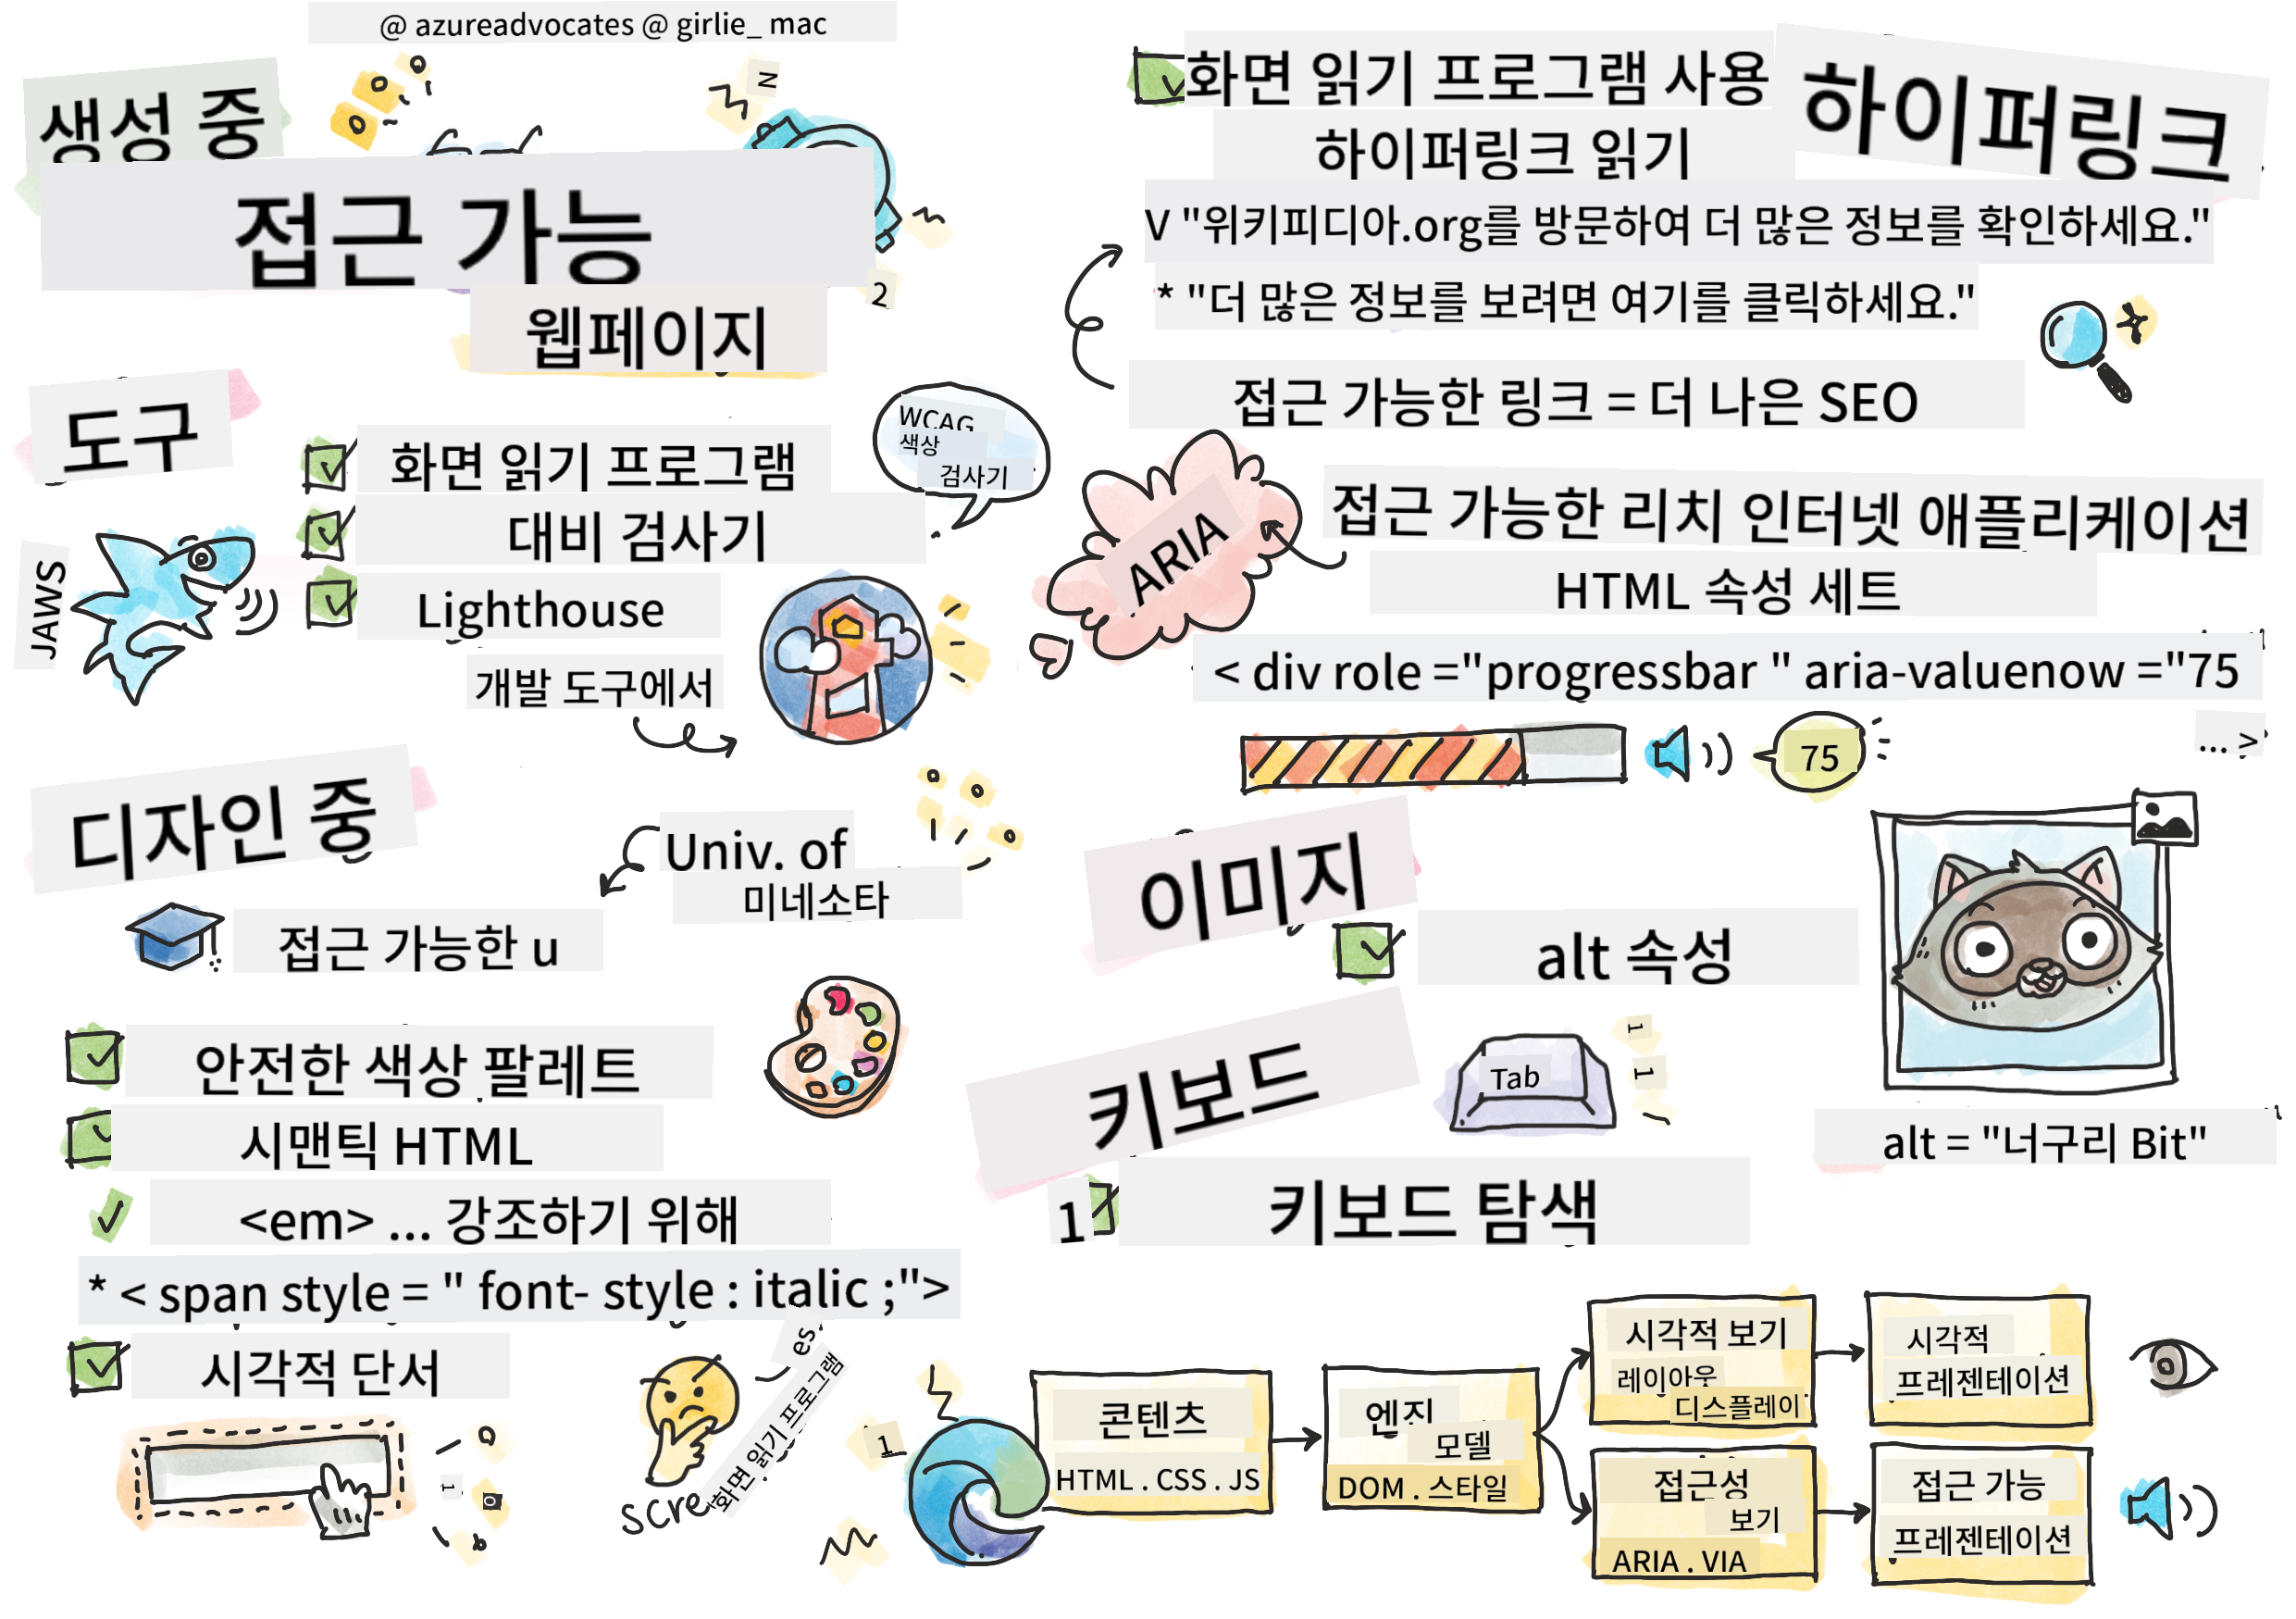 @ azureadvocates @ girlie_ mac
생성 중
접근 가능
웹페이지
N
2
도구
화면 읽기 프로그램
대비 검사기
Lighthouse
개발 도구에서
JAWS
WCAG
색상
검사기
디자인 중
Univ. of
미네소타
접근 가능한 u
안전한 색상 팔레트
시맨틱 HTML
<em> ... 강조하기 위해
* < span style = " font- style : italic ;">
시각적 단서
es
화면 읽기 프로그램
scre
화면 읽기 프로그램 사용
하이퍼링크 읽기
하이퍼링크
V "위키피디아.org를 방문하여 더 많은 정보를 확인하세요."
* "더 많은 정보를 보려면 여기를 클릭하세요."
접근 가능한 링크 = 더 나은 SEO
ARIA
접근 가능한 리치 인터넷 애플리케이션
HTML 속성 세트
< div role ="progressbar " aria-valuenow ="75
... >
75
이미지
alt 속성
alt = "너구리 Bit"
키보드
Tab
1
1
1 키보드 탐색
1
콘텐츠
HTML . CSS . JS
엔진
모델
DOM . 스타일
시각적 보기
레이아웃
디스플레이
시각적
프레젠테이션
접근성
보기
ARIA . VIA
접근 가능
프레젠테이션